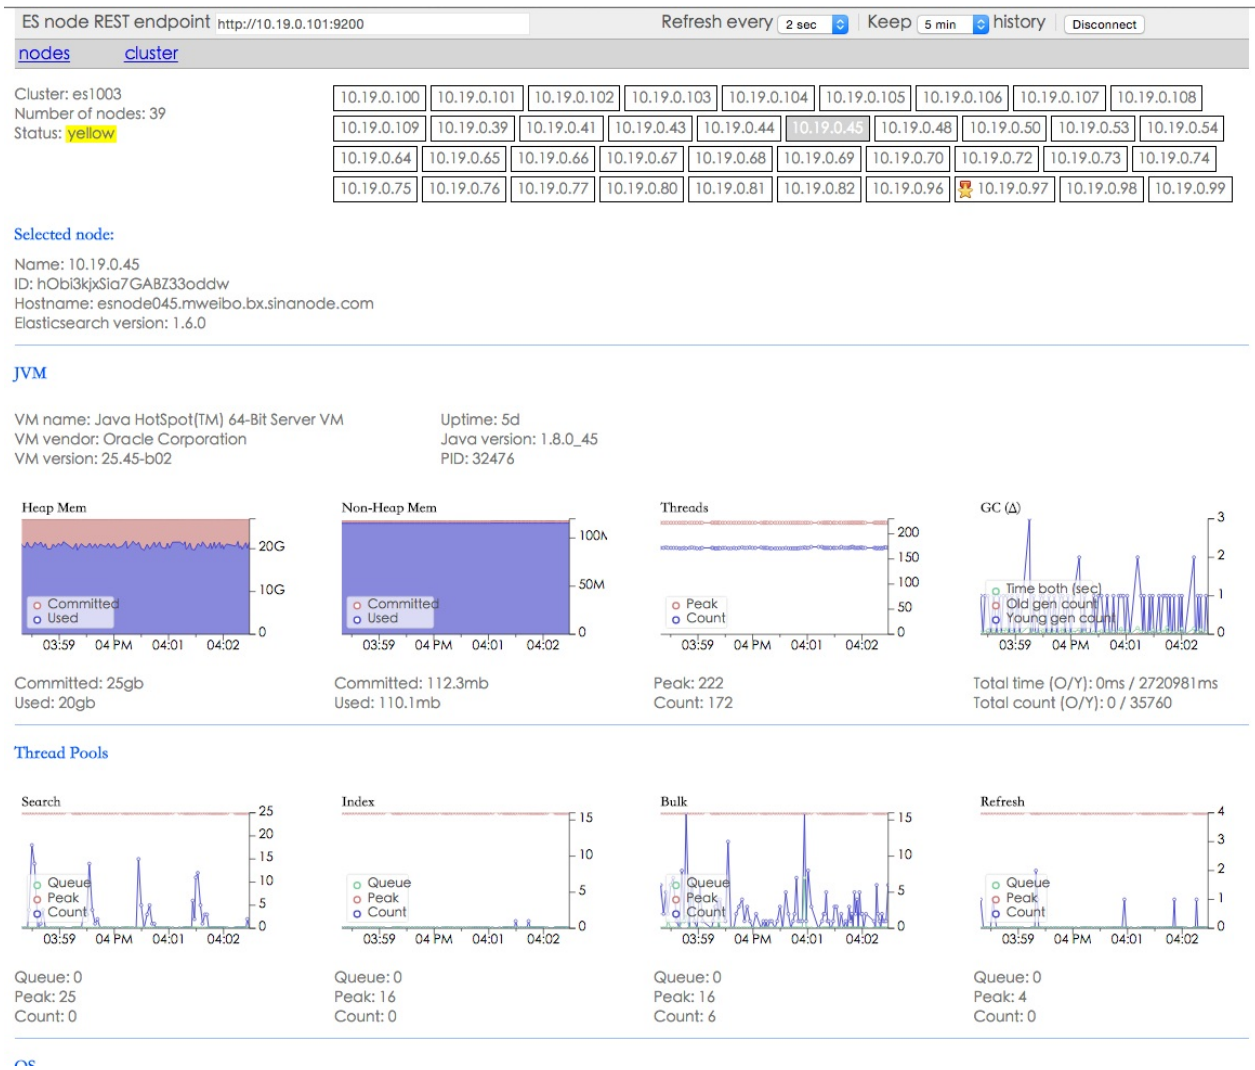 ES node REST endpoint http://10.19.0.101:9200 Refresh every 2 sec Keep 5 min history Disconnect
nodes cluster
Cluster: es1003
Number of nodes: 39
Status: yellow
10.19.0.100 10.19.0.101 10.19.0.102 10.19.0.103 10.19.0.104 10.19.0.105 10.19.0.106 10.19.0.107 10.19.0.108
10.19.0.109 10.19.0.39 10.19.0.41 10.19.0.43 10.19.0.44 10.19.0.45 10.19.0.48 10.19.0.50 10.19.0.53 10.19.0.54
10.19.0.64 10.19.0.65 10.19.0.66 10.19.0.67 10.19.0.68 10.19.0.69 10.19.0.70 10.19.0.72 10.19.0.73 10.19.0.74
10.19.0.75 10.19.0.76 10.19.0.77 10.19.0.80 10.19.0.81 10.19.0.82 10.19.0.96 10.19.0.97 10.19.0.98 10.19.0.99
Selected node:
Name: 10.19.0.45
ID: hObi3kjxSia7GABZ33oddw
Hostname: esnode045.mweibo.bx.sinanode.com
Elasticsearch version: 1.6.0
JVM
VM name: Java HotSpot(TM) 64-Bit Server VM
VM vendor: Oracle Corporation
VM version: 25.45-b02
Uptime: 5d
Java version: 1.8.0_45
PID: 32476
Heap Mem
20G
10G
0
Committed
Used
03:59 04 PM 04:01 04:02
Committed: 25gb
Used: 20gb
Non-Heap Mem
100M
50M
0
Committed
Used
03:59 04 PM 04:01 04:02
Committed: 112.3mb
Used: 110.1mb
Threads
200
150
100
50
0
Peak
Count
03:59 04 PM 04:01 04:02
Peak: 222
Count: 172
GC (Δ)
3
2
1
0
Time both (sec)
Old gen count
Young gen count
03:59 04 PM 04:01 04:02
Total time (O/Y): 0ms / 2720981ms
Total count (O/Y): 0 / 35760
Thread Pools
Search
25
20
15
10
5
0
Queue
Peak
Count
03:59 04 PM 04:01 04:02
Queue: 0
Peak: 25
Count: 0
Index
15
10
5
0
Queue
Peak
Count
03:59 04 PM 04:01 04:02
Queue: 0
Peak: 16
Count: 0
Bulk
15
10
5
0
Queue
Peak
Count
03:59 04 PM 04:01 04:02
Queue: 0
Peak: 16
Count: 6
Refresh
4
3
2
1
0
Queue
Peak
Count
03:59 04 PM 04:01 04:02
Queue: 0
Peak: 4
Count: 0
OS